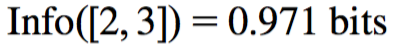 Info([2, 3]) = 0.971 bits